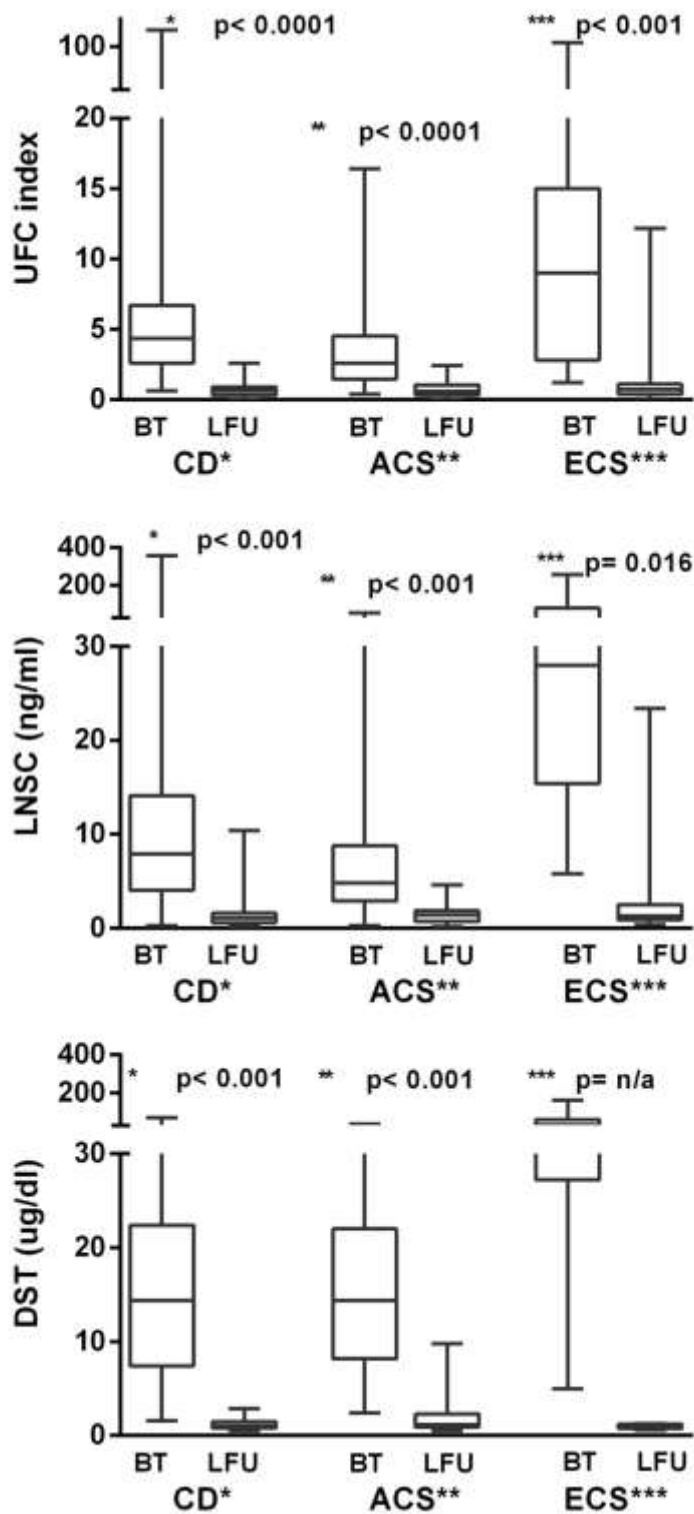 * p< 0.0001 *** p< 0.001
100
20
** p< 0.0001
15
10
5
0
UFC index
BT LFU BT LFU BT LFU
CD* ACS** ECS***
* p< 0.001
400
*** p= 0.016
200
** p< 0.001
30
20
10
0
LNSC (ng/ml)
BT LFU BT LFU BT LFU
CD* ACS** ECS***
400
* p< 0.001 ** p< 0.001 *** p= n/a
200
30
20
10
0
DST (ug/dl)
BT LFU BT LFU BT LFU
CD* ACS** ECS***